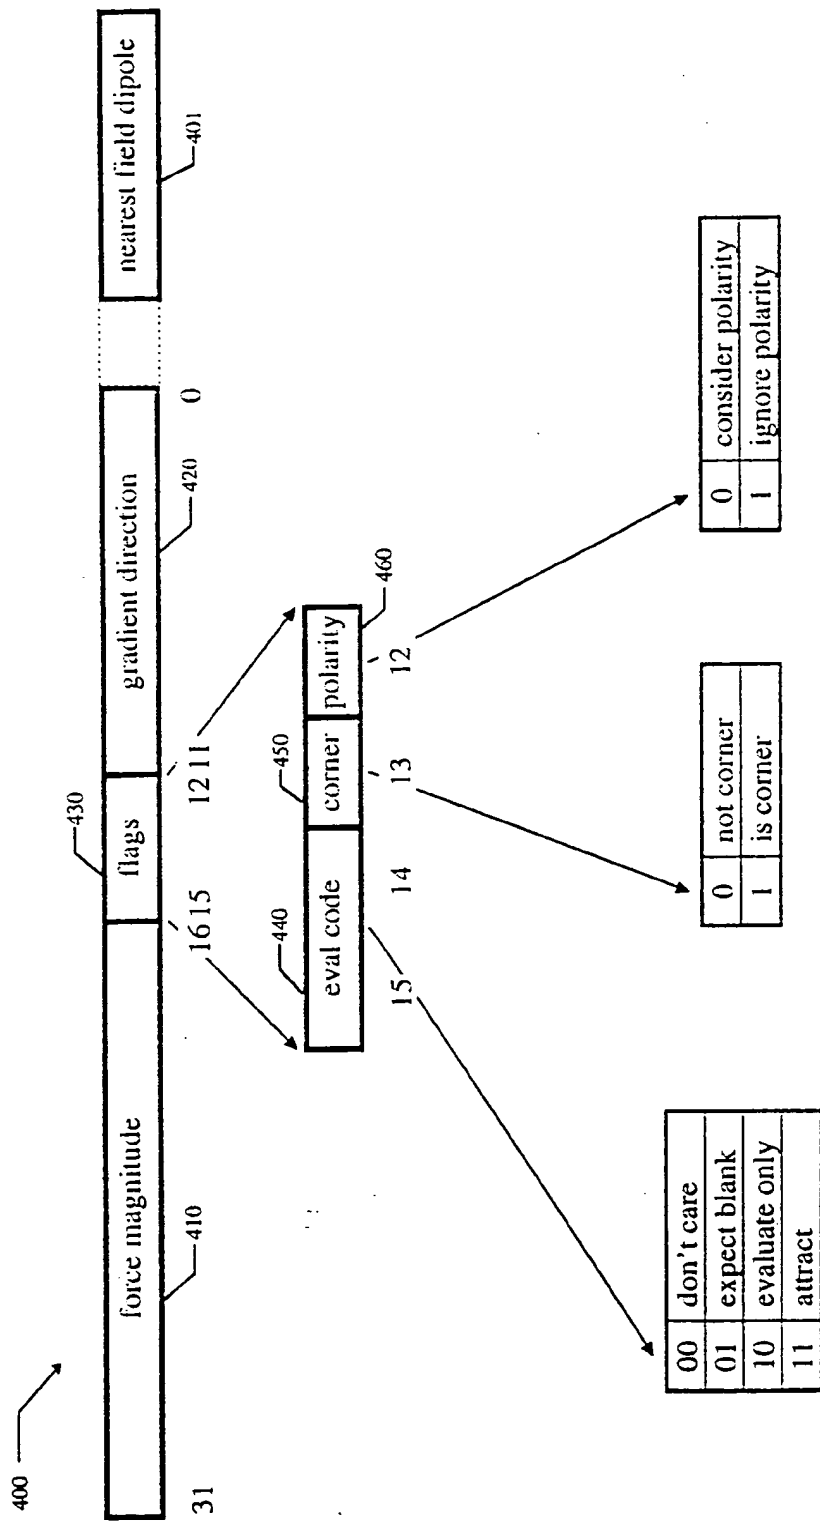 400
force magnitude
flags
gradient direction
nearest field dipole
410
430
420
401
31
16 15
12 11
0
eval code
corner
polarity
440
450
460
15
14
13
12
00 don't care
01 expect blank
10 evaluate only
11 attract
0 not corner
1 is corner
0 consider polarity
1 ignore polarity